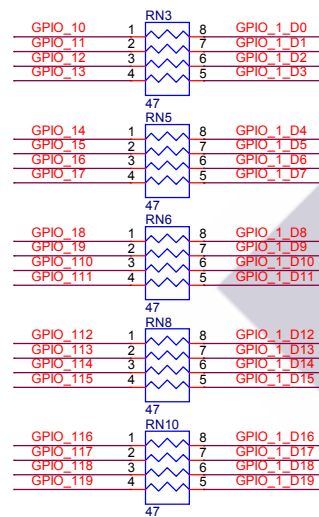 RN3
GPIO_10 1 8 GPIO_1_D0
GPIO_11 2 7 GPIO_1_D1
GPIO_12 3 6 GPIO_1_D2
GPIO_13 4 5 GPIO_1_D3
47
RN5
GPIO_14 1 8 GPIO_1_D4
GPIO_15 2 7 GPIO_1_D5
GPIO_16 3 6 GPIO_1_D6
GPIO_17 4 5 GPIO_1_D7
47
RN6
GPIO_18 1 8 GPIO_1_D8
GPIO_19 2 7 GPIO_1_D9
GPIO_110 3 6 GPIO_1_D10
GPIO_111 4 5 GPIO_1_D11
47
RN8
GPIO_112 1 8 GPIO_1_D12
GPIO_113 2 7 GPIO_1_D13
GPIO_114 3 6 GPIO_1_D14
GPIO_115 4 5 GPIO_1_D15
47
RN10
GPIO_116 1 8 GPIO_1_D16
GPIO_117 2 7 GPIO_1_D17
GPIO_118 3 6 GPIO_1_D18
GPIO_119 4 5 GPIO_1_D19
47